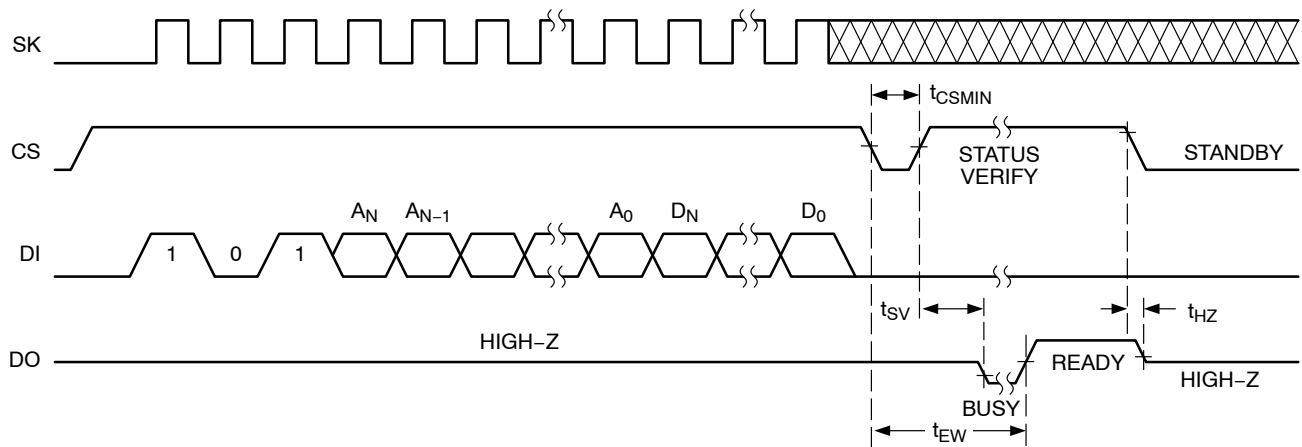 SK
t_CSMIN
CS
STATUS
VERIFY
STANDBY
A_N A_N−1 A_0 D_N D_0
DI
1 0 1
t_SV
t_HZ
HIGH−Z
DO
READY
HIGH−Z
BUSY
t_EW